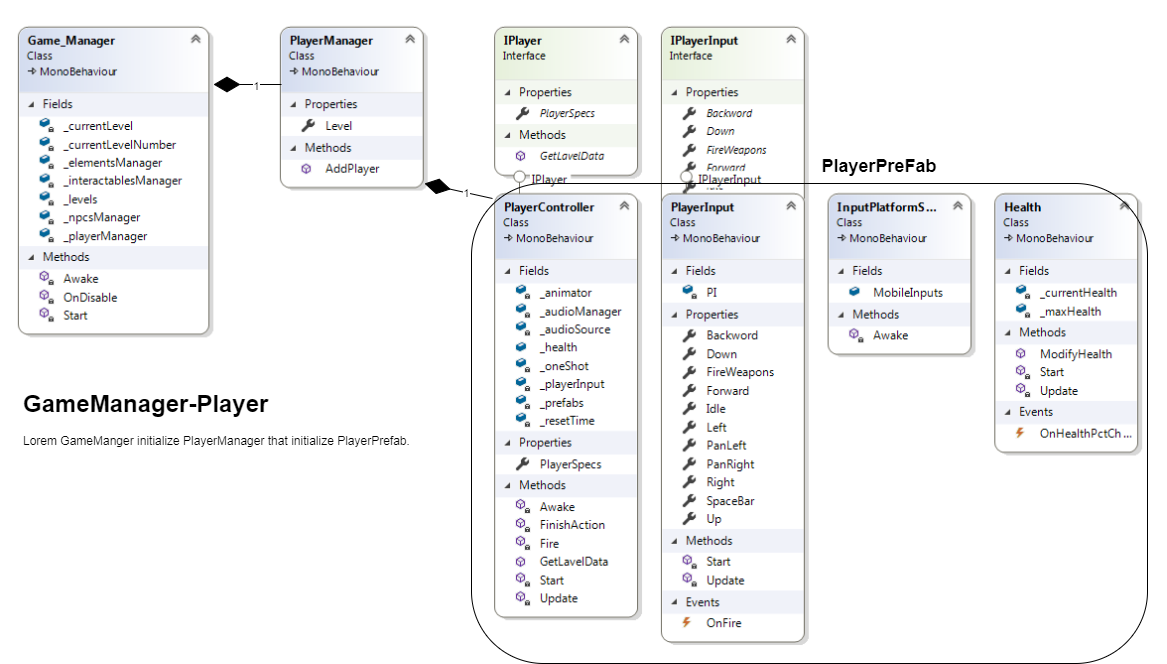 Game_Manager
Class
MonoBehaviour
Fields
_currentLevel
_currentLevelNumber
_elementsManager
_interactablesManager
_levels
_npcsManager
_playerManager
Methods
Awake
OnDisable
Start
1
PlayerManager
Class
MonoBehaviour
Properties
Level
Methods
AddPlayer
1
IPlayer
Interface
Properties
PlayerSpecs
Methods
GetLavelData
IPlayer
IPlayerInput
Interface
Properties
Backword
Down
FireWeapons
Forward
IPlayerInput
PlayerPreFab
PlayerController
Class
MonoBehaviour
Fields
_animator
_audioManager
_audioSource
_health
_oneShot
_playerInput
_prefabs
_resetTime
Properties
PlayerSpecs
Methods
Awake
FinishAction
Fire
GetLavelData
Start
Update
PlayerInput
Class
MonoBehaviour
Fields
PI
Properties
Backword
Down
FireWeapons
Forward
Idle
Left
PanLeft
PanRight
Right
SpaceBar
Up
Methods
Start
Update
Events
OnFire
InputPlatformS...
Class
MonoBehaviour
Fields
MobileInputs
Methods
Awake
Health
Class
MonoBehaviour
Fields
_currentHealth
_maxHealth
Methods
ModifyHealth
Start
Update
Events
OnHealthPctCh...
GameManager-Player
Lorem GameManger initialize PlayerManager that initialize PlayerPrefab.